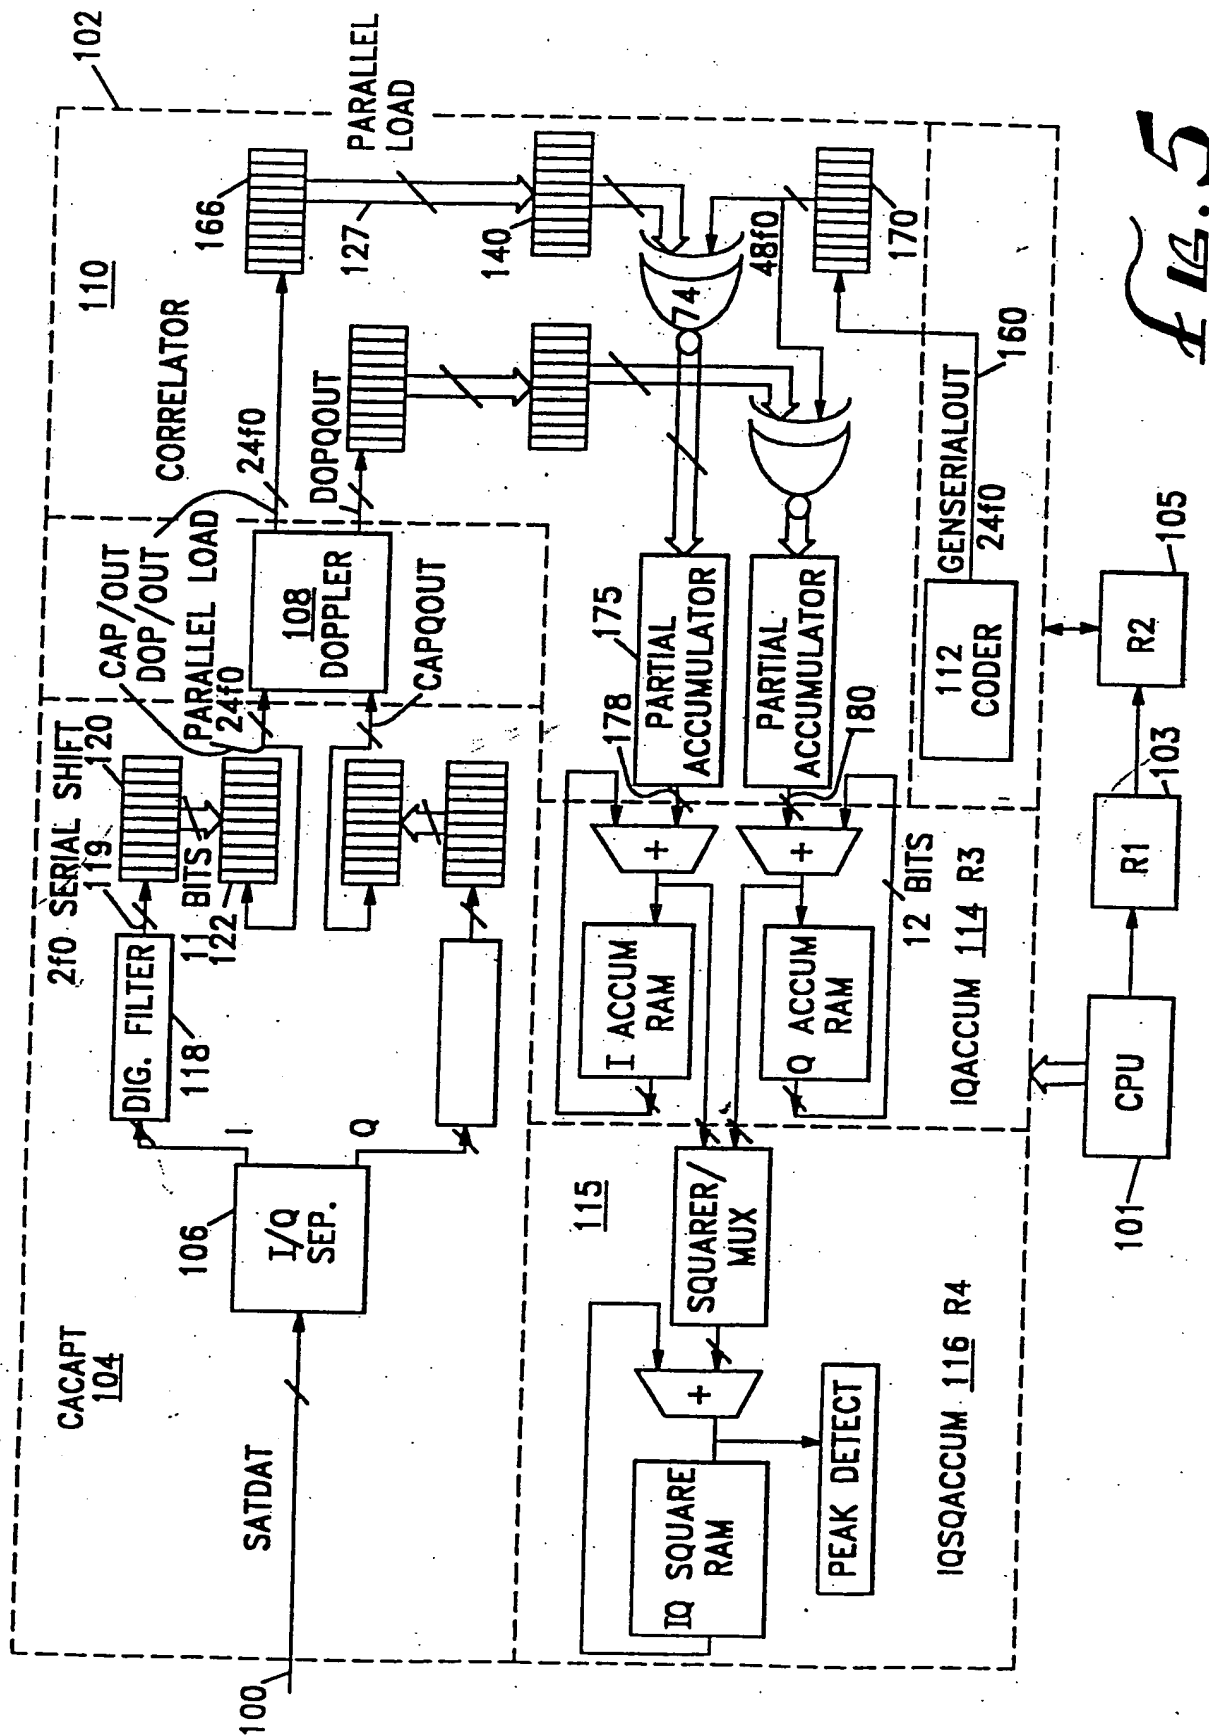 102
110
166
PARALLEL
LOAD
127
140
CORRELATOR
24f0
DOPQOUT
74
48f0
170
CAP/OUT
DOP/OUT
PARALLEL LOAD
24f0
108
DOPPLER
CAPQOUT
2f0 SERIAL SHIFT
119
120
11 BITS
122
DIG. FILTER
118
I
Q
106
I/Q
SEP.
CACAPT
104
SATDAT
100
175
PARTIAL
ACCUMULATOR
178
PARTIAL
ACCUMULATOR
180
GENSERIALOUT
24f0
160
112
CODER
+
+
I ACCUM
RAM
Q ACCUM
RAM
12 BITS
IQACCUM 114 R3
115
SQUARER/
MUX
+
IQ SQUARE
RAM
PEAK DETECT
IQSQACCUM 116 R4
CPU
101
R1
103
R2
105
FIG. 5